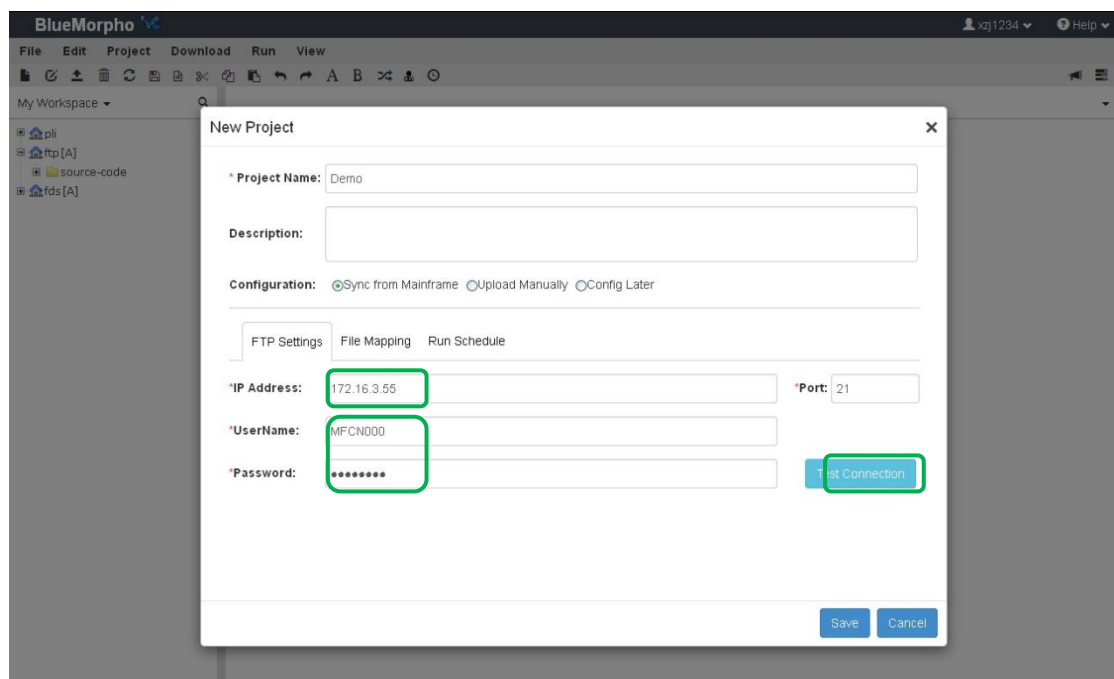 BlueMorpho
xzj1234
Help
File Edit Project Download Run View
A B
My Workspace
pli
ftp[A]
source-code
fds[A]
New Project
* Project Name: Demo
Description:
Configuration: Sync from Mainframe Upload Manually Config Later
FTP Settings File Mapping Run Schedule
*IP Address: 172.16.3.55 *Port: 21
*UserName: MFCN000
*Password: ●●●●●●●● Test Connection
Save Cancel